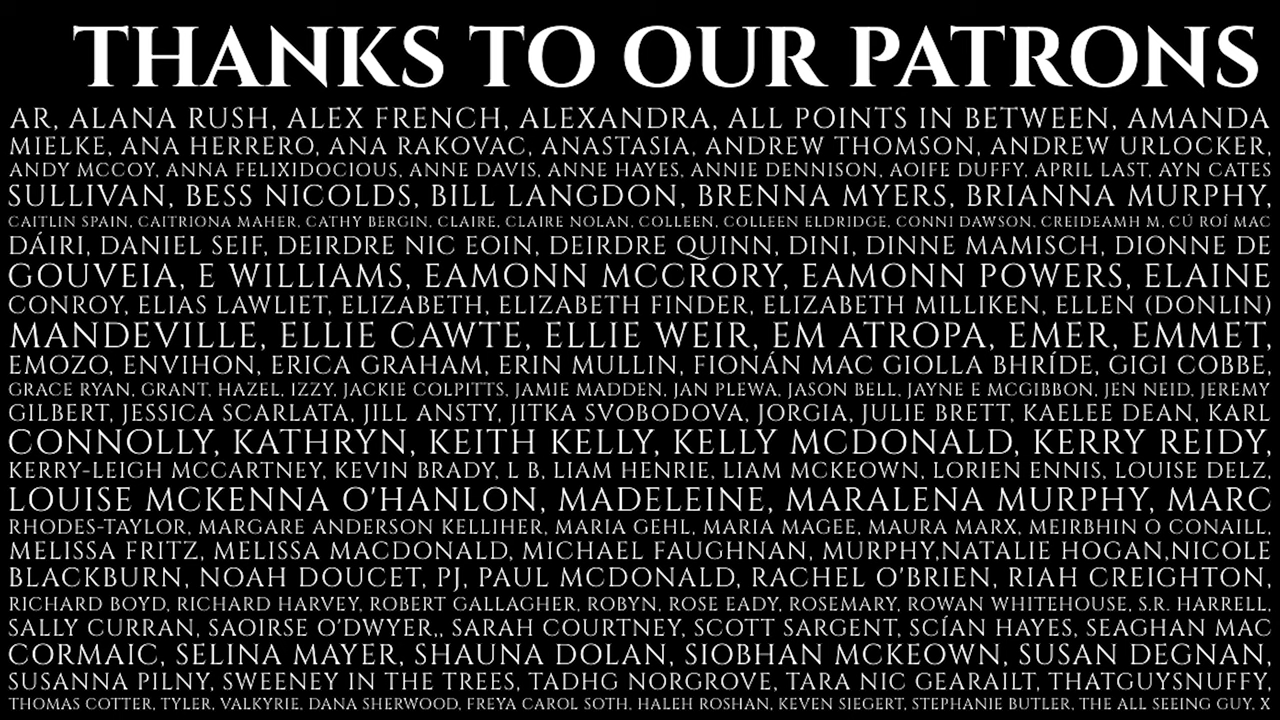 THANKS TO OUR PATRONS
AR, ALANA RUSH, ALEX FRENCH, ALEXANDRA, ALL POINTS IN BETWEEN, AMANDA
MIELKE, ANA HERRERO, ANA RAKOVAC, ANASTASIA, ANDREW THOMSON, ANDREW URLOCKER,
ANDY MCCOY, ANNA FELIXIDOCIOUS, ANNE DAVIS, ANNE HAYES, ANNIE DENNISON, AOIFE DUFFY, APRIL LAST, AYN CATES
SULLIVAN, BESS NICOLDS, BILL LANGDON, BRENNA MYERS, BRIANNA MURPHY,
CAITLIN SPAIN, CAITRIONA MAHER, CATHY BERGIN, CLAIRE, CLAIRE NOLAN, COLLEEN, COLLEEN ELDRIDGE, CONNI DAWSON, CREIDEAMH M, CÚ ROÍ MAC
DÁIRI, DANIEL SEIF, DEIRDRE NIC EOIN, DEIRDRE QUINN, DINI, DINNE MAMISCH, DIONNE DE
GOUVEIA, E WILLIAMS, EAMONN MCCRORY, EAMONN POWERS, ELAINE
CONROY, ELIAS LAWLIET, ELIZABETH, ELIZABETH FINDER, ELIZABETH MILLIKEN, ELLEN (DONLIN)
MANDEVILLE, ELLIE CAWTE, ELLIE WEIR, EM ATROPA, EMER, EMMET,
EMOZO, ENVIHON, ERICA GRAHAM, ERIN MULLIN, FIONÁN MAC GIOLLA BHRÍDE, GIGI COBBE,
GRACE RYAN, GRANT, HAZEL, IZZY, JACKIE COLPITTS, JAMIE MADDEN, JAN PLEWA, JASON BELL, JAYNE E MCGIBBON, JEN NEID, JEREMY
GILBERT, JESSICA SCARLATA, JILL ANSTY, JITKA SVOBODOVA, JORGIA, JULIE BRETT, KAELEE DEAN, KARL
CONNOLLY, KATHRYN, KEITH KELLY, KELLY MCDONALD, KERRY REIDY,
KERRY-LEIGH MCCARTNEY, KEVIN BRADY, L B, LIAM HENRIE, LIAM MCKEOWN, LORIEN ENNIS, LOUISE DELZ,
LOUISE MCKENNA O'HANLON, MADELEINE, MARALENA MURPHY, MARC
RHODES-TAYLOR, MARGARE ANDERSON KELLIHER, MARIA GEHL, MARIA MAGEE, MAURA MARX, MEIRBHIN O CONAILL,
MELISSA FRITZ, MELISSA MACDONALD, MICHAEL FAUGHNAN, MURPHY,NATALIE HOGAN,NICOLE
BLACKBURN, NOAH DOUCET, PJ, PAUL MCDONALD, RACHEL O'BRIEN, RIAH CREIGHTON,
RICHARD BOYD, RICHARD HARVEY, ROBERT GALLAGHER, ROBYN, ROSE EADY, ROSEMARY, ROWAN WHITEHOUSE, S.R. HARRELL,
SALLY CURRAN, SAOIRSE O'DWYER,, SARAH COURTNEY, SCOTT SARGENT, SCÍAN HAYES, SEAGHAN MAC
CORMAIC, SELINA MAYER, SHAUNA DOLAN, SIOBHAN MCKEOWN, SUSAN DEGNAN,
SUSANNA PILNY, SWEENEY IN THE TREES, TADHG NORGROVE, TARA NIC GEARAILT, THATGUYSNUFFY,
THOMAS COTTER, TYLER, VALKYRIE, DANA SHERWOOD, FREYA CAROL SOTH, HALEH ROSHAN, KEVEN SIEGERT, STEPHANIE BUTLER, THE ALL SEEING GUY, X